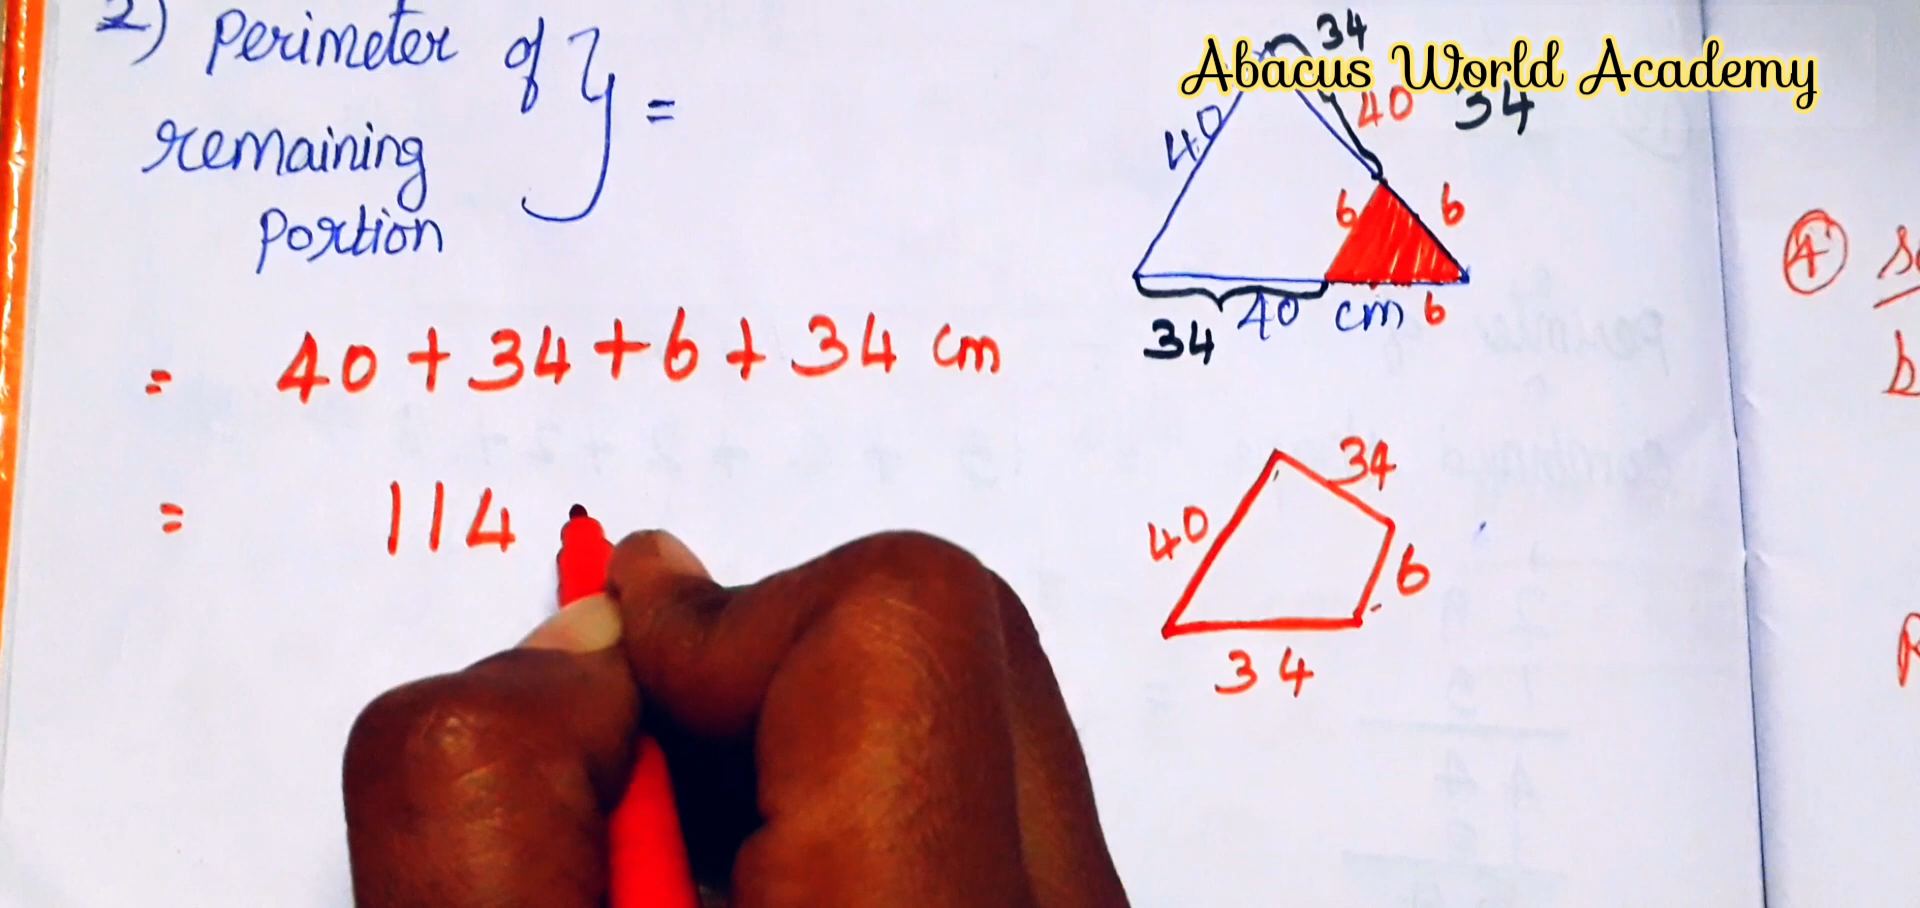 2) Perimeter of } =
remaining
portion
= 40 + 34 + 6 + 34 cm
= 114
34
Abacus World Academy
40
40
34
6
6
40 cm
6
34
34
40
6
34
4
b